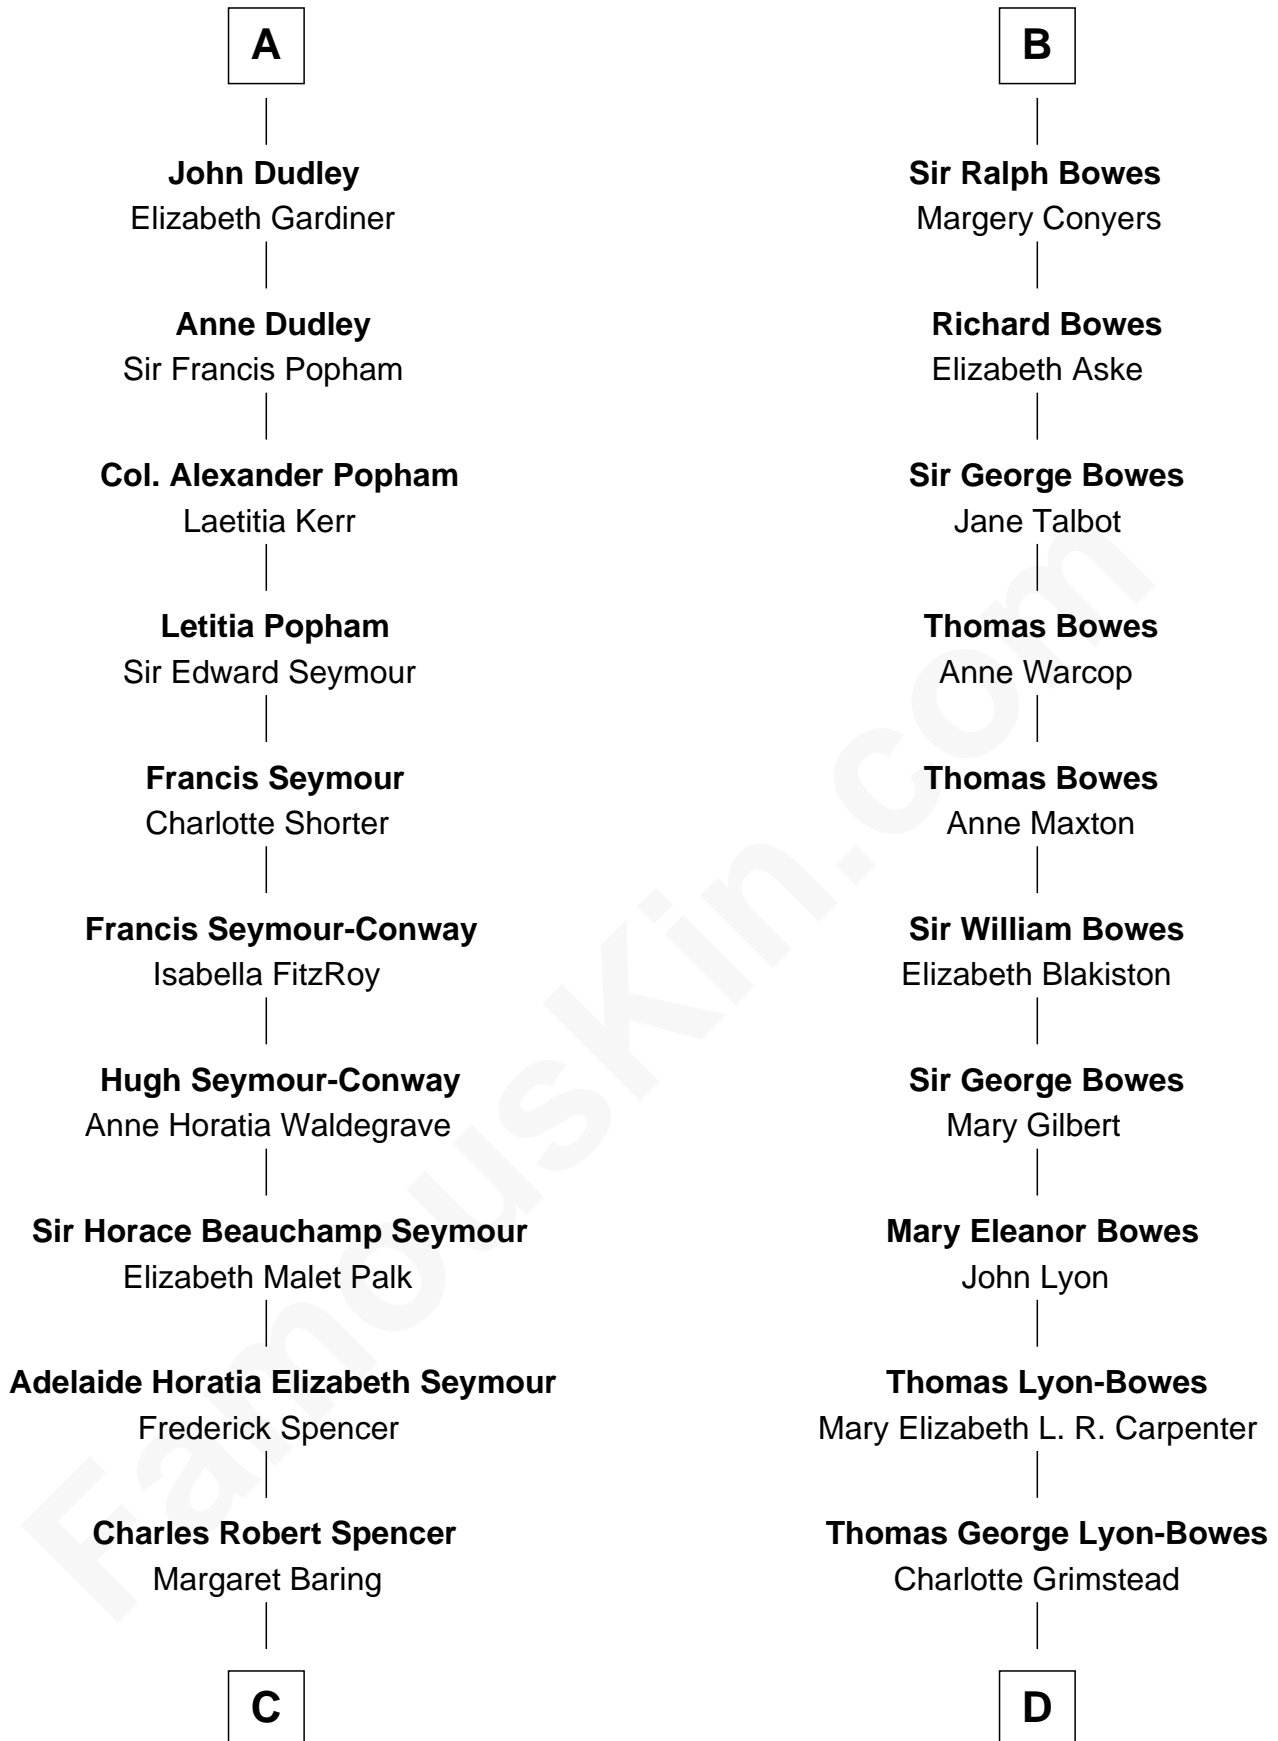 A
John Dudley
Elizabeth Gardiner
Anne Dudley
Sir Francis Popham
Col. Alexander Popham
Laetitia Kerr
Letitia Popham
Sir Edward Seymour
Francis Seymour
Charlotte Shorter
Francis Seymour-Conway
Isabella FitzRoy
Hugh Seymour-Conway
Anne Horatia Waldegrave
Sir Horace Beauchamp Seymour
Elizabeth Malet Palk
Adelaide Horatia Elizabeth Seymour
Frederick Spencer
Charles Robert Spencer
Margaret Baring
C
B
Sir Ralph Bowes
Margery Conyers
Richard Bowes
Elizabeth Aske
Sir George Bowes
Jane Talbot
Thomas Bowes
Anne Warcop
Thomas Bowes
Anne Maxton
Sir William Bowes
Elizabeth Blakiston
Sir George Bowes
Mary Gilbert
Mary Eleanor Bowes
John Lyon
Thomas Lyon-Bowes
Mary Elizabeth L. R. Carpenter
Thomas George Lyon-Bowes
Charlotte Grimstead
D
FamousKin.com